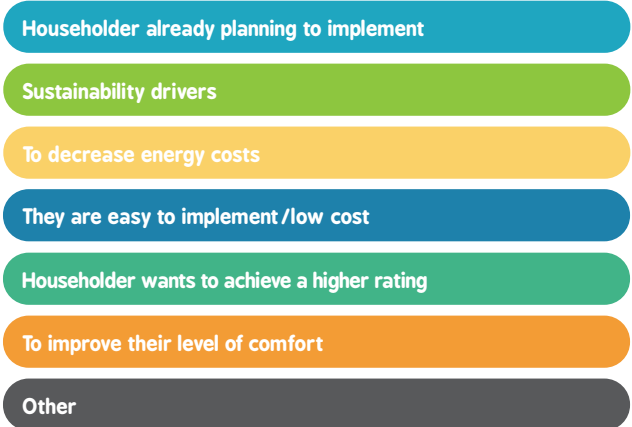 Householder already planning to implement
Sustainability drivers
To decrease energy costs
They are easy to implement/low cost
Householder wants to achieve a higher rating
To improve their level of comfort
Other